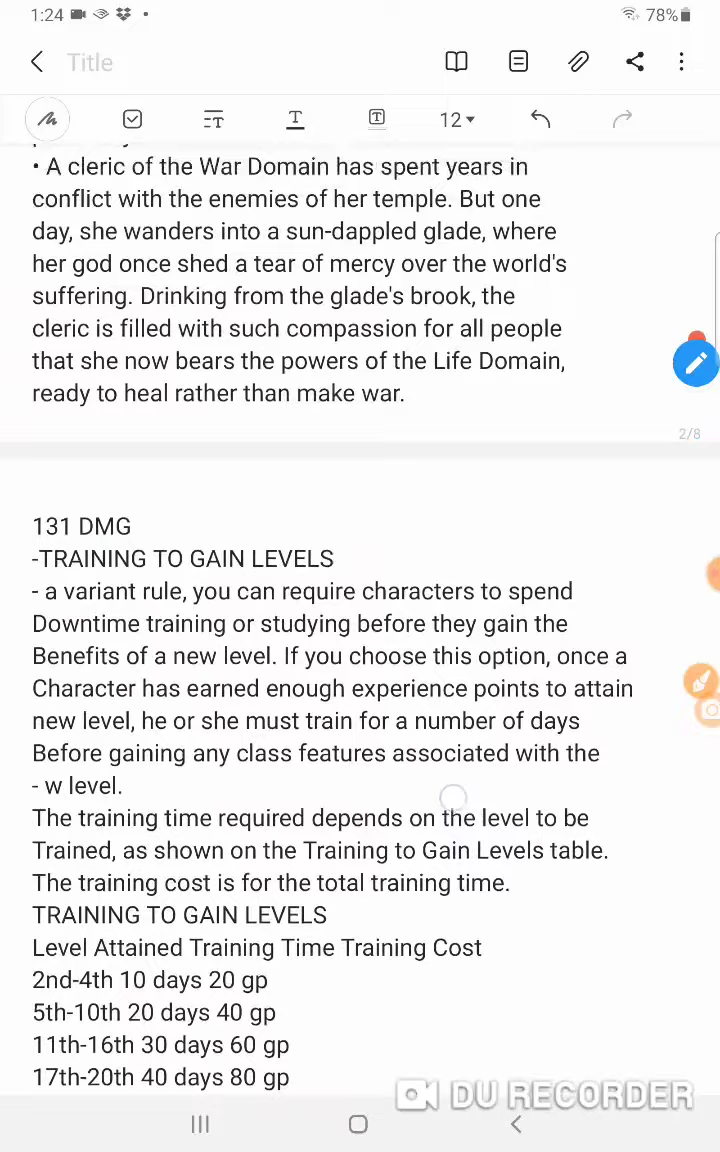 1:24
78%
Title
12
• A cleric of the War Domain has spent years in
conflict with the enemies of her temple. But one
day, she wanders into a sun-dappled glade, where
her god once shed a tear of mercy over the world's
suffering. Drinking from the glade's brook, the
cleric is filled with such compassion for all people
that she now bears the powers of the Life Domain,
ready to heal rather than make war.
2/8
131 DMG
-TRAINING TO GAIN LEVELS
- a variant rule, you can require characters to spend
Downtime training or studying before they gain the
Benefits of a new level. If you choose this option, once a
Character has earned enough experience points to attain
new level, he or she must train for a number of days
Before gaining any class features associated with the
- w level.
The training time required depends on the level to be
Trained, as shown on the Training to Gain Levels table.
The training cost is for the total training time.
TRAINING TO GAIN LEVELS
Level Attained Training Time Training Cost
2nd-4th 10 days 20 gp
5th-10th 20 days 40 gp
11th-16th 30 days 60 gp
17th-20th 40 days 80 gp
DU RECORDER